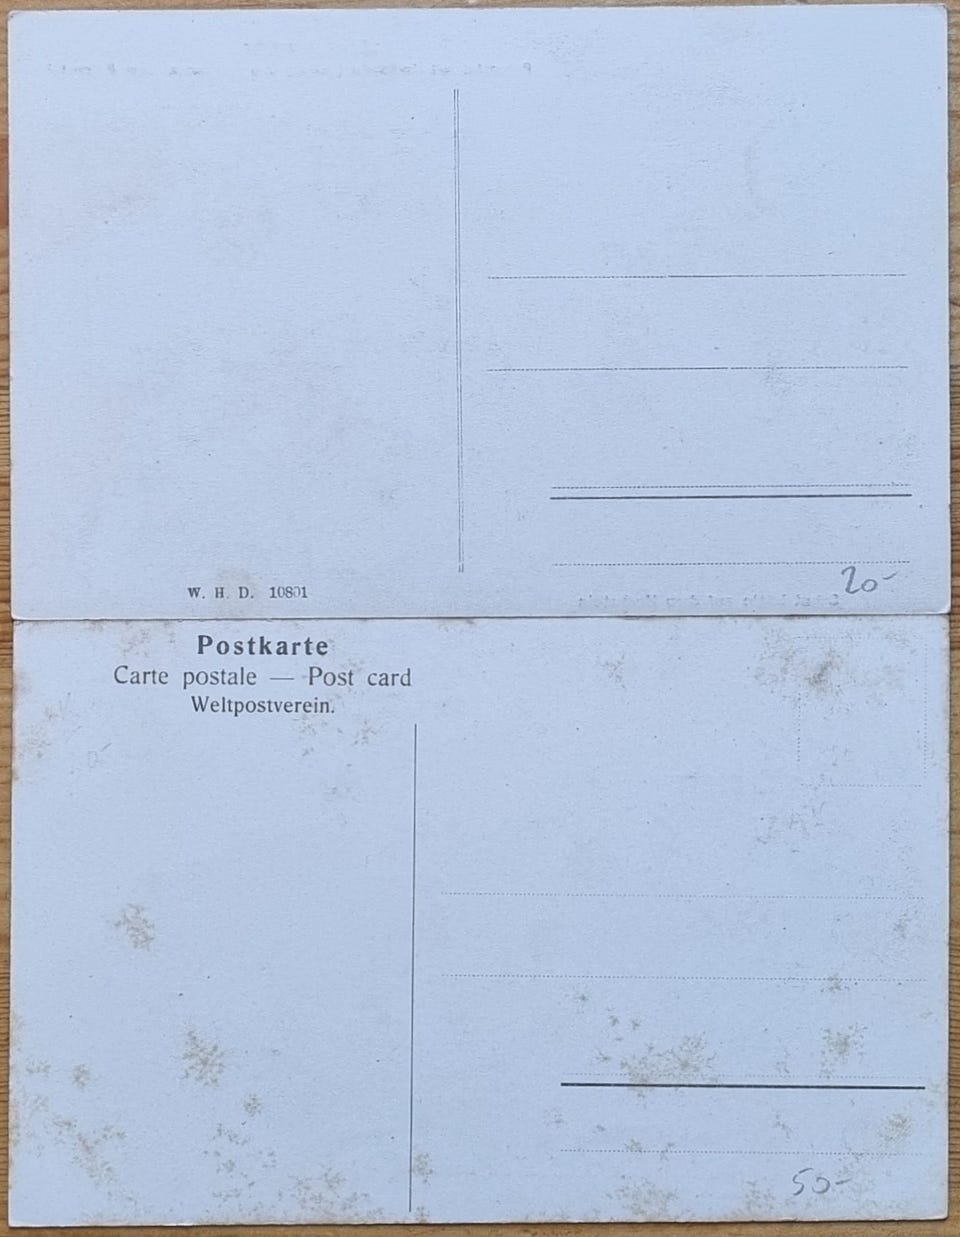 W. H. D. 10801
20-
Postkarte
Carte postale — Post card
Weltpostverein.
50-